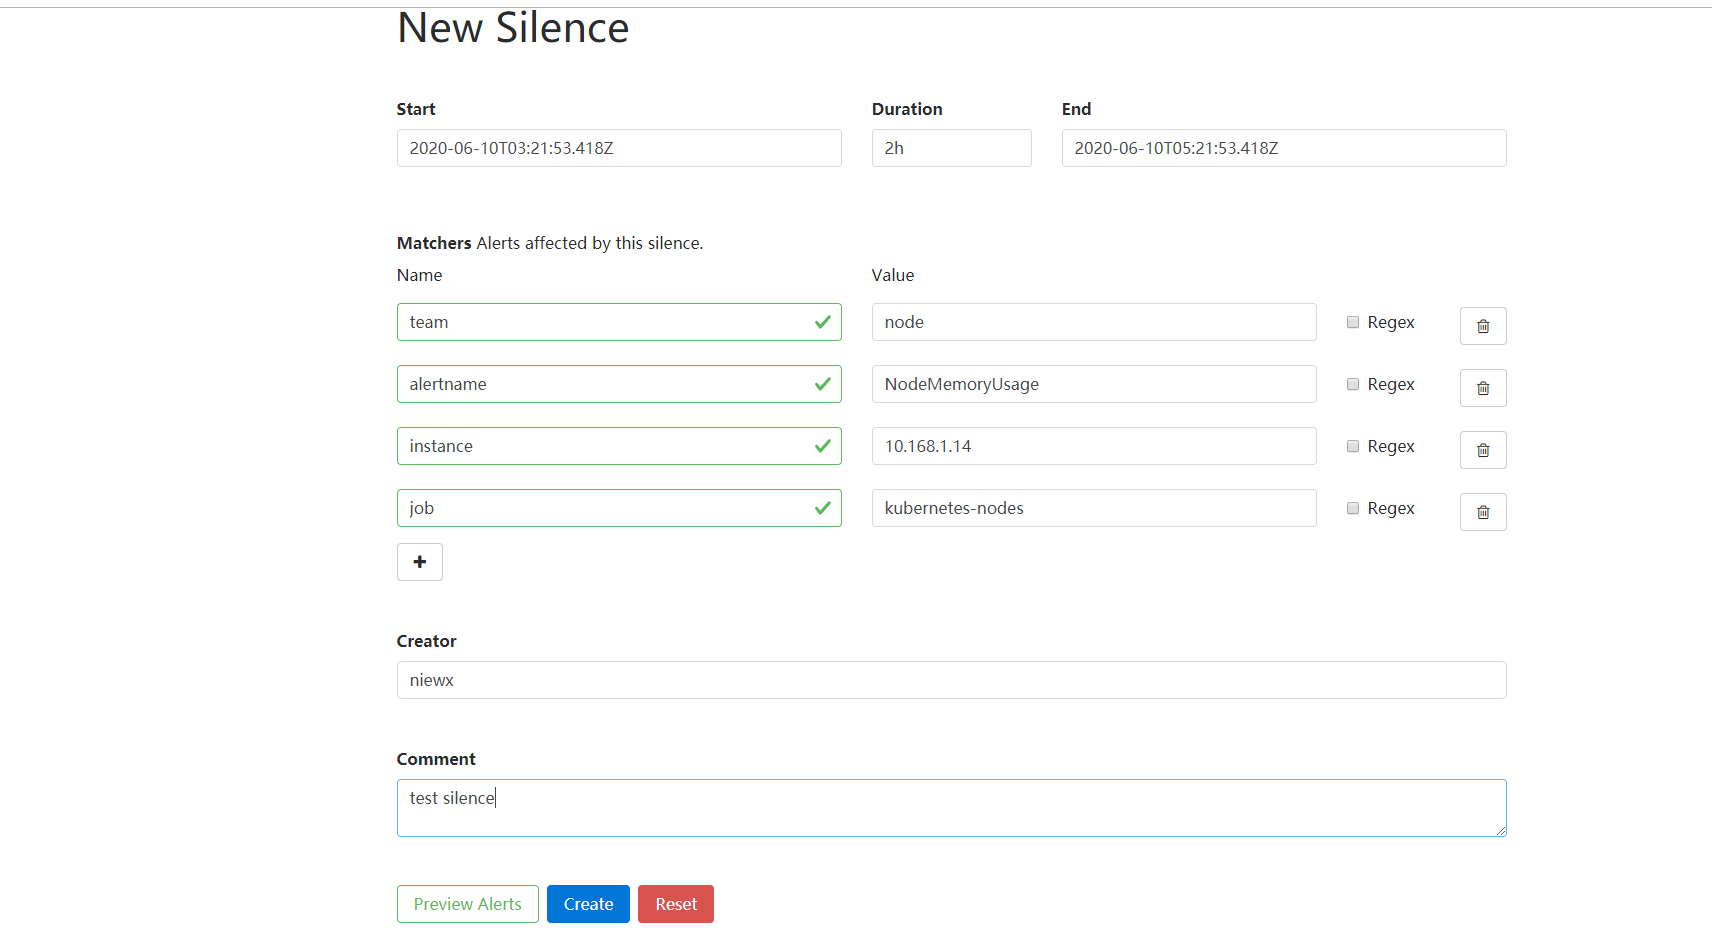 New Silence
Start Duration End
2020-06-10T03:21:53.418Z 2h 2020-06-10T05:21:53.418Z
Matchers Alerts affected by this silence.
Name Value
team node Regex
alertname NodeMemoryUsage Regex
instance 10.168.1.14 Regex
job kubernetes-nodes Regex
+
Creator
niewx
Comment
test silence
Preview Alerts Create Reset